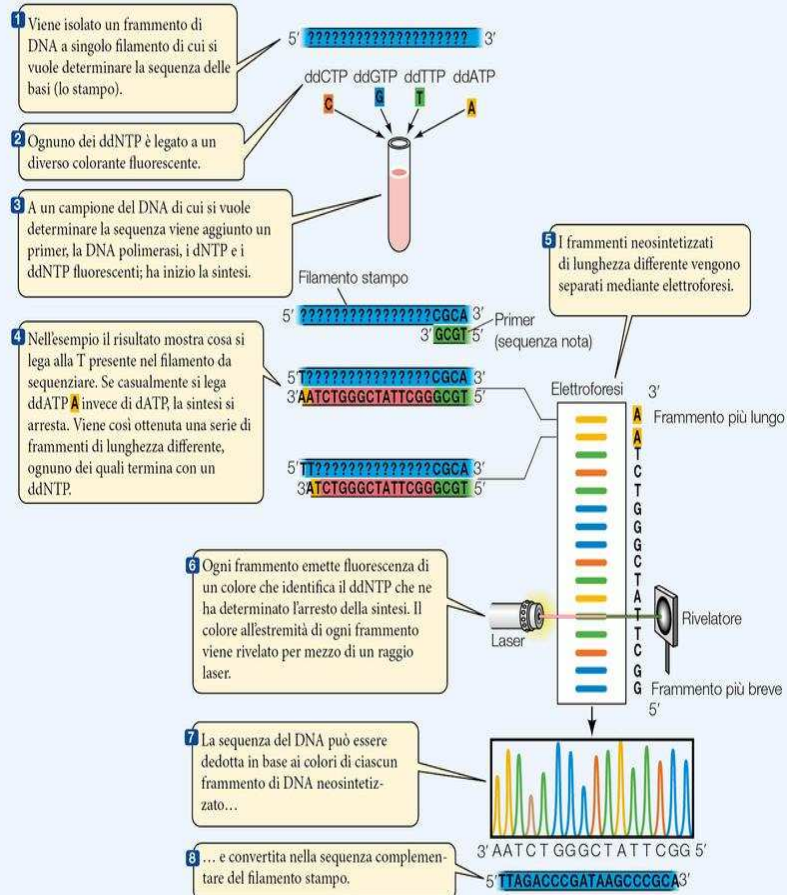 1 Viene isolato un frammento di
DNA a singolo filamento di cui si
vuole determinare la sequenza delle
basi (lo stampo).
5′ ???????????????????? 3′
ddCTP ddGTP ddTTP ddATP
C G T A
2 Ognuno dei ddNTP è legato a un
diverso colorante fluorescente.
3 A un campione del DNA di cui si vuole
determinare la sequenza viene aggiunto un
primer, la DNA polimerasi, i dNTP e i
ddNTP fluorescenti; ha inizio la sintesi.
Filamento stampo
5′ ????????????????CGCA 3′
3′ GCGT 5′
Primer
(sequenza nota)
4 Nell'esempio il risultato mostra cosa si
lega alla T presente nel filamento da
sequenziare. Se casualmente si lega
ddATP A invece di dATP, la sintesi si
arresta. Viene così ottenuta una serie di
frammenti di lunghezza differente,
ognuno dei quali termina con un
ddNTP.
5′T???????????????CGCA 3′
3′AATCTGGGCTATTCGGGCGT 5′
5′TT??????????????CGCA 3′
3′ATCTGGGCTATTCGGGCGT 5′
5 I frammenti neosintetizzati
di lunghezza differente vengono
separati mediante elettroforesi.
Elettroforesi
3′
A
A
T
C
T
G
G
G
C
T
A
T
T
C
G
G
5′
Frammento più lungo
Frammento più breve
6 Ogni frammento emette fluorescenza di
un colore che identifica il ddNTP che ne
ha determinato l'arresto della sintesi. Il
colore all'estremità di ogni frammento
viene rivelato per mezzo di un raggio
laser.
Laser
Rivelatore
7 La sequenza del DNA può essere
dedotta in base ai colori di ciascun
frammento di DNA neosintetiz-
zato…
3′ AATCTGGGCTATTCGG 5′
8 … e convertita nella sequenza complemen-
tare del filamento stampo.
5′TTAGACCCGATAAGCCCGCA3′